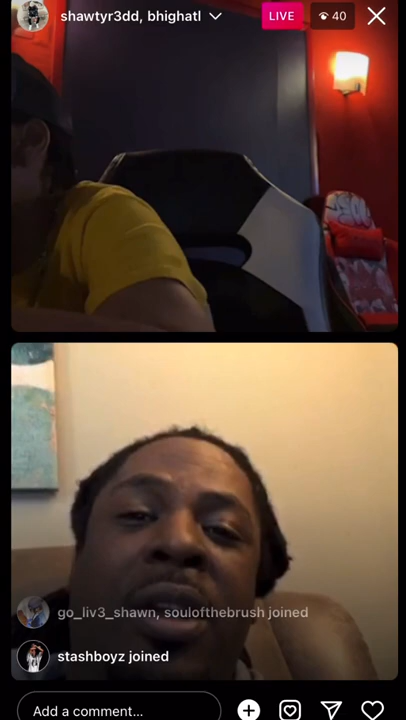 shawtyr3dd, bhighatl
LIVE
40
go_liv3_shawn, soulofthebrush joined
stashboyz joined
Add a comment...